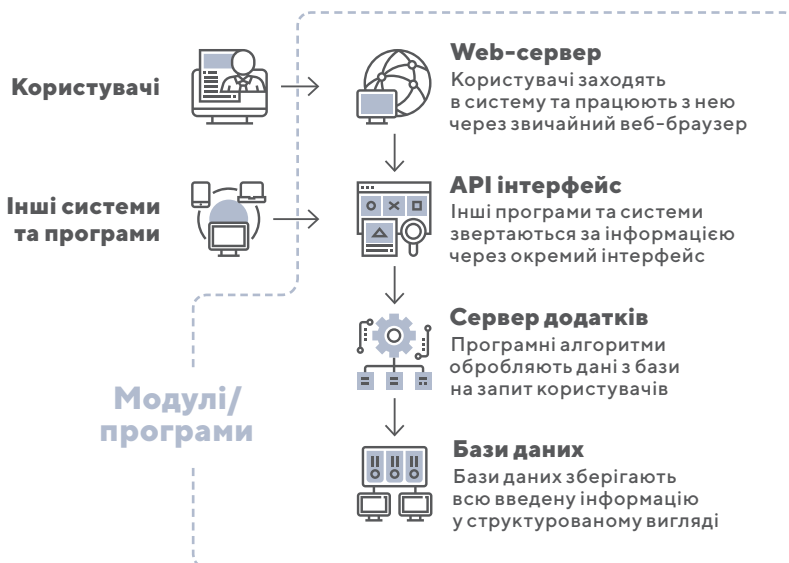 Користувачі
Web-сервер
Користувачі заходять
в систему та працюють з нею
через звичайний веб-браузер
Інші системи
та програми
API інтерфейс
Інші програми та системи
звертаються за інформацією
через окремий інтерфейс
Модулі/
програми
Сервер додатків
Програмні алгоритми
обробляють дані з бази
на запит користувачів
Бази даних
Бази даних зберігають
всю введену інформацію
у структурованому вигляді